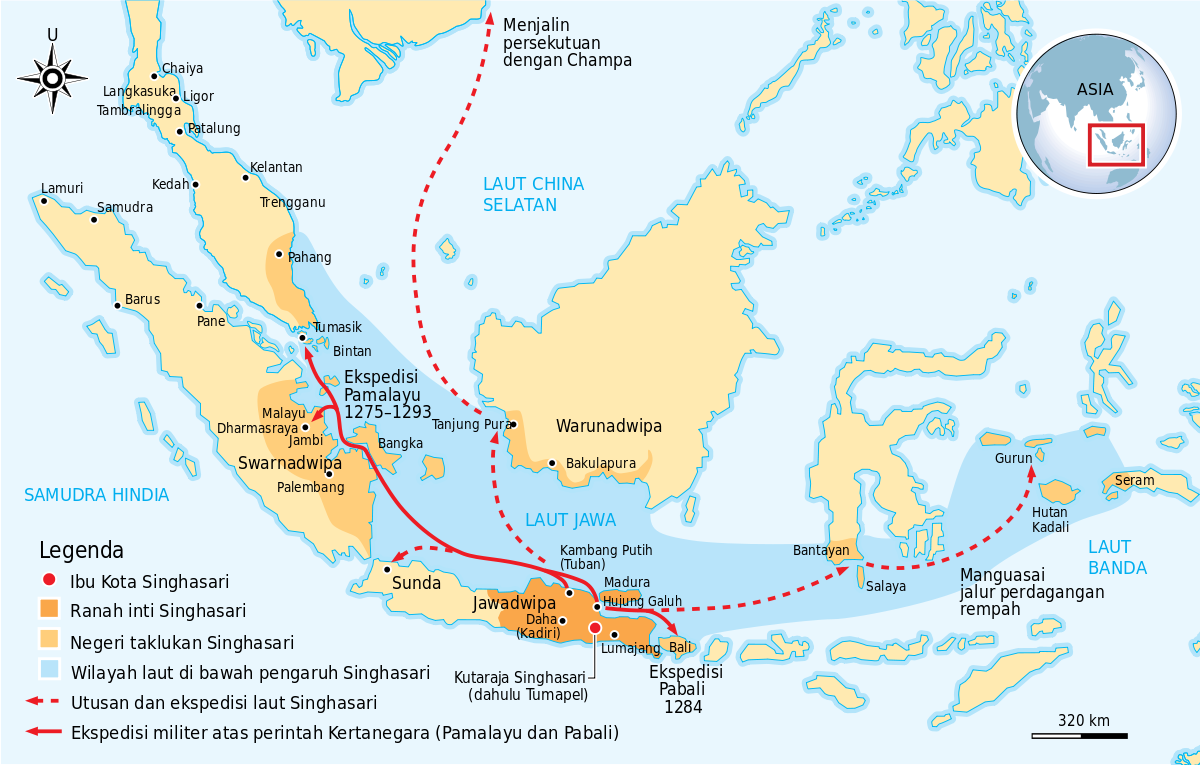 U
Menjalin
persekutuan
dengan Champa
ASIA
Chaiya
Langkasuka
Ligor
Tambralingga
Patalung
Kelantan
Kedah
Trengganu
Lamuri
Samudra
LAUT CHINA
SELATAN
Pahang
Barus
Pane
Tumasik
Bintan
Ekspedisi
Pamalayu
1275–1293
Malayu
Dharmasraya
Jambi
Bangka
Tanjung Pura
Warunadwipa
Swarnadwipa
Palembang
Bakulapura
Gurun
Seram
Hutan
Kadali
SAMUDRA HINDIA
LAUT JAWA
LAUT
BANDA
Kambang Putih
(Tuban)
Bantayan
Salaya
Manguasai
jalur perdagangan
rempah
Sunda
Madura
Jawadwipa
Hujung Galuh
Daha
(Kadiri)
Lumajang
Bali
Kutaraja Singhasari
(dahulu Tumapel)
Ekspedisi
Pabali
1284
320 km
Legenda
Ibu Kota Singhasari
Ranah inti Singhasari
Negeri taklukan Singhasari
Wilayah laut di bawah pengaruh Singhasari
Utusan dan ekspedisi laut Singhasari
Ekspedisi militer atas perintah Kertanegara (Pamalayu dan Pabali)